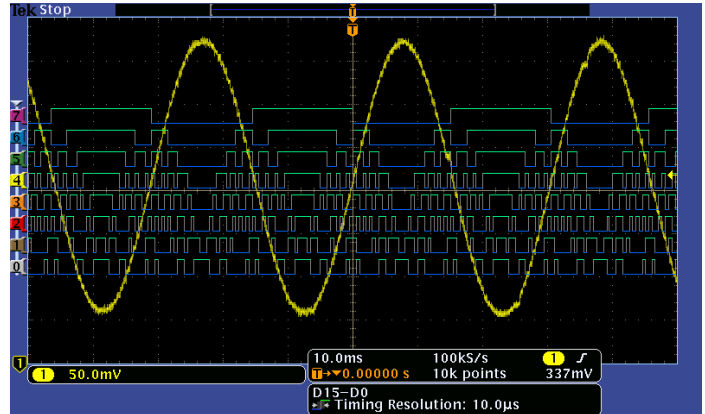 Tek Stop
T
T
7
6
5
4
3
2
1
0
1
1 50.0mV
10.0ms 100kS/s 1
T→▼0.00000 s 10k points 337mV
D15-D0
Timing Resolution: 10.0μs